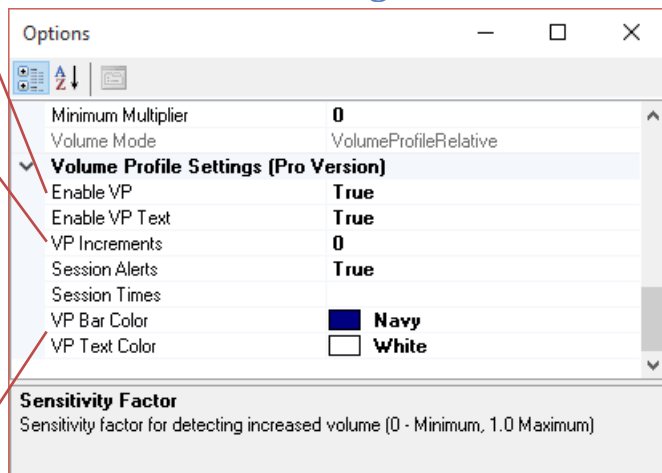 Options
Minimum Multiplier 0
Volume Mode VolumeProfileRelative
Volume Profile Settings (Pro Version)
Enable VP True
Enable VP Text True
VP Increments 0
Session Alerts True
Session Times
VP Bar Color Navy
VP Text Color White
Sensitivity Factor
Sensitivity factor for detecting increased volume (0 - Minimum, 1.0 Maximum)